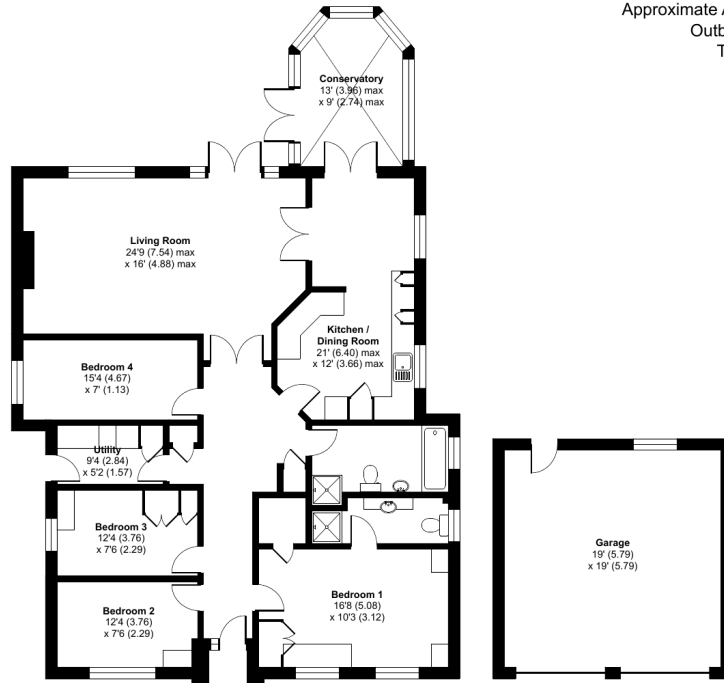 Approximate A
Outb
T
Conservatory
13' (3.96) max
x 9' (2.74) max
Living Room
24'9 (7.54) max
x 16' (4.88) max
Kitchen /
Dining Room
21' (6.40) max
x 12' (3.66) max
Bedroom 4
15'4 (4.67)
x 7' (1.13)
Utility
9'4 (2.84)
x 5'2 (1.57)
Bedroom 3
12'4 (3.76)
x 7'6 (2.29)
Bedroom 2
12'4 (3.76)
x 7'6 (2.29)
Bedroom 1
16'8 (5.08)
x 10'3 (3.12)
Garage
19' (5.79)
x 19' (5.79)